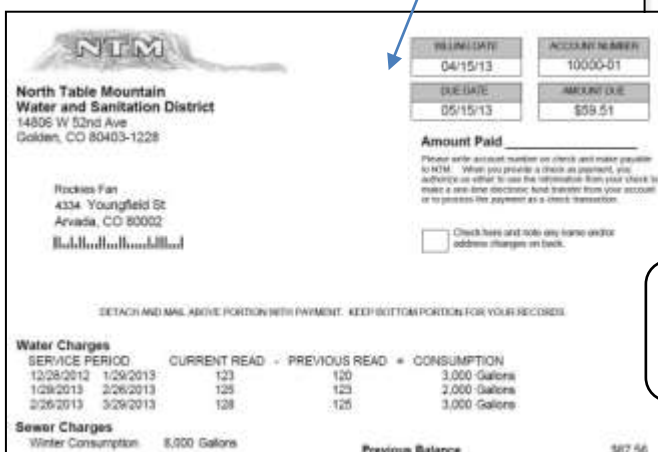 NTM
BILLING DATE ACCOUNT NUMBER
04/15/13 10000-01
North Table Mountain
Water and Sanitation District
14806 W 52nd Ave
Golden, CO 80403-1228
DUE DATE AMOUNT DUE
05/15/13 $59.51
Amount Paid
Please write account number on check and make payable
to NTM. When you provide a check as payment, you
authorize us either to use the information from your check to
make a one-time electronic fund transfer from your account
or to process the payment as a check transaction.
Rockies Fan
4334 Youngfield St
Arvada, CO 80002
Check here and note any name and/or
address changes on back.
DETACH AND MAIL ABOVE PORTION WITH PAYMENT. KEEP BOTTOM PORTION FOR YOUR RECORDS.
Water Charges
SERVICE PERIOD CURRENT READ - PREVIOUS READ = CONSUMPTION
12/28/2012 1/29/2013 123 120 3,000 Gallons
1/29/2013 2/26/2013 125 123 2,000 Gallons
2/26/2013 3/29/2013 128 125 3,000 Gallons
Sewer Charges
Winter Consumption 8,000 Gallons
Previous Balance $87.56